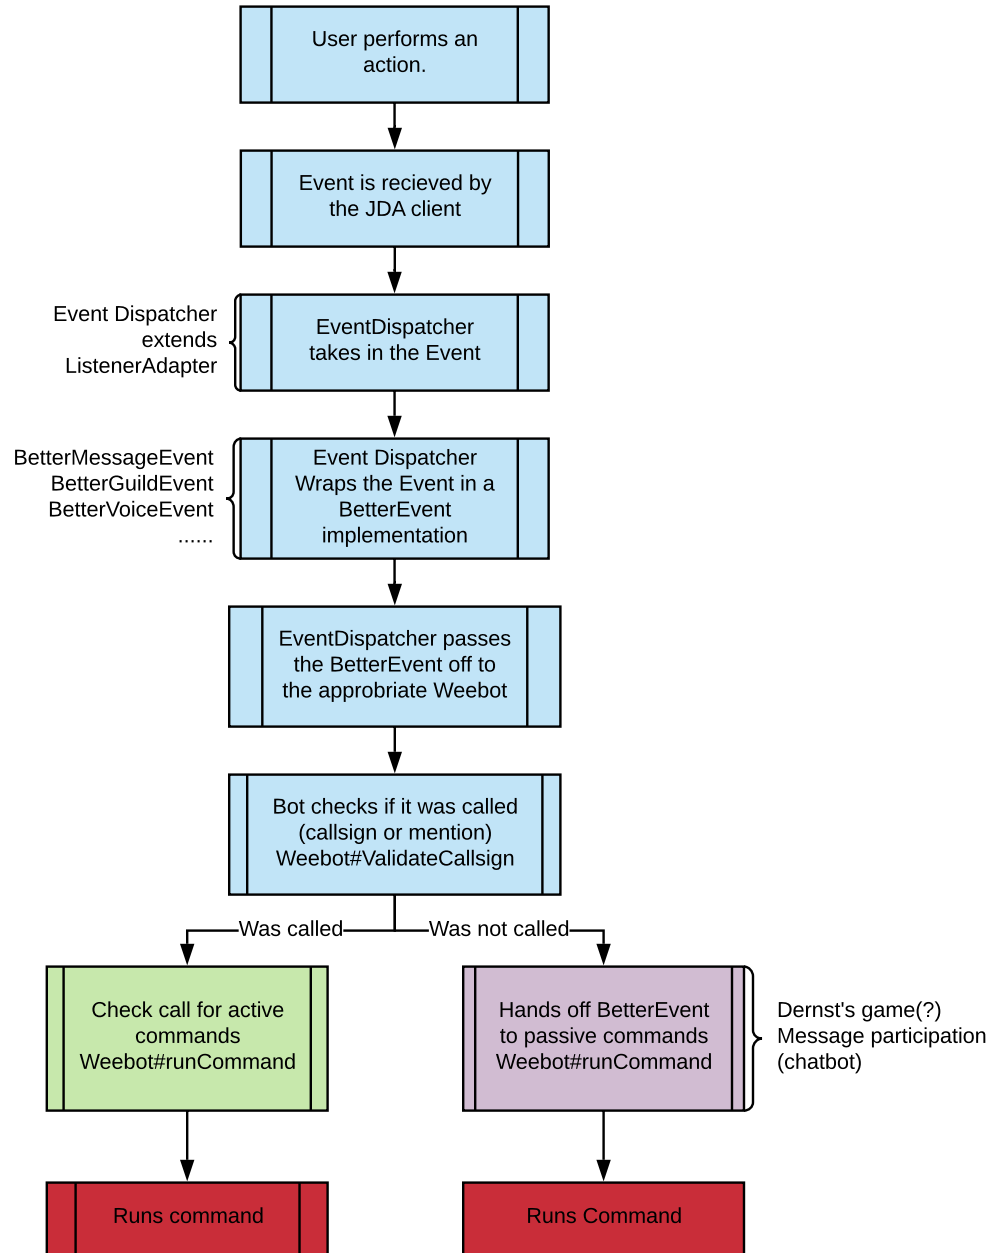 User performs an
action.
Event is recieved by
the JDA client
Event Dispatcher
extends
ListenerAdapter
EventDispatcher
takes in the Event
BetterMessageEvent
BetterGuildEvent
BetterVoiceEvent
......
Event Dispatcher
Wraps the Event in a
BetterEvent
implementation
EventDispatcher passes
the BetterEvent off to
the approbriate Weebot
Bot checks if it was called
(callsign or mention)
Weebot#ValidateCallsign
Was called
Was not called
Check call for active
commands
Weebot#runCommand
Hands off BetterEvent
to passive commands
Weebot#runCommand
Dernst's game(?)
Message participation
(chatbot)
Runs command
Runs Command